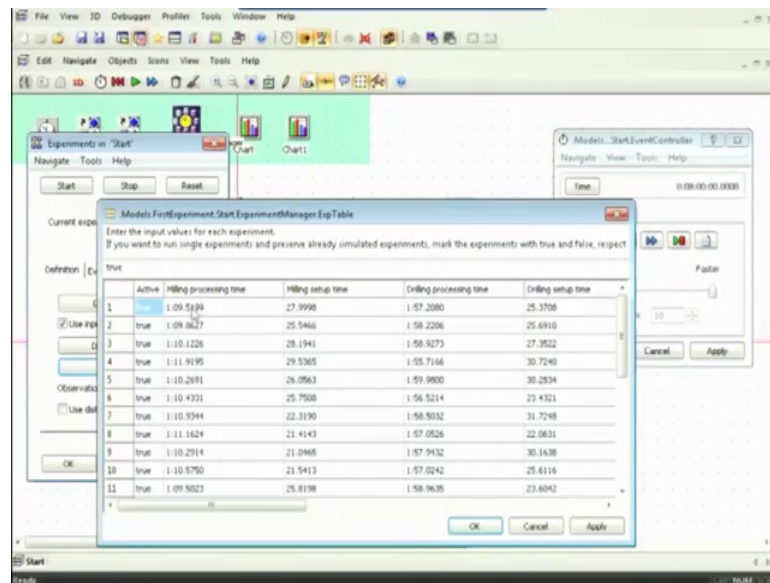 File View 3D Debugger Profiler Tools Window Help
Edit Navigate Objects Icons View Tools Help
Chart Chart1
Experiments in "Start"
Navigate Tools Help
Start Stop Reset
Current expe
Definition Ev
Use inp
Observatio
Use dist
OK
.Models...Start.EventController
Navigate View Tools Help
Time 0:08:00:00.0000
Faster
10
Cancel Apply
.Models.FirstExperiment.Start.ExperimentManager.ExpTable
Enter the input values for each experiment.
If you want to run single experiments and preserve already simulated experiments, mark the experiments with true and false, respect
true
Active Milling processing time Milling setup time Drilling processing time Drilling setup time
1 true 1:09.5199 27.9998 1:57.2080 25.3708
2 true 1:09.8627 25.5466 1:58.2206 25.6910
3 true 1:10.1226 28.1941 1:58.9273 27.3522
4 true 1:11.9195 29.5365 1:55.7166 30.7240
5 true 1:10.2691 26.0563 1:59.9800 30.2834
6 true 1:10.4331 25.7508 1:56.5214 23.4321
7 true 1:10.9344 22.3190 1:58.5032 31.7248
8 true 1:11.1624 21.4143 1:57.0526 22.0631
9 true 1:10.2914 21.0465 1:57.9432 30.1638
10 true 1:10.5750 21.5413 1:57.0242 25.6116
11 true 1:09.5023 25.8198 1:58.9635 23.6042
OK Cancel Apply
Start
Ready
CAP NUM